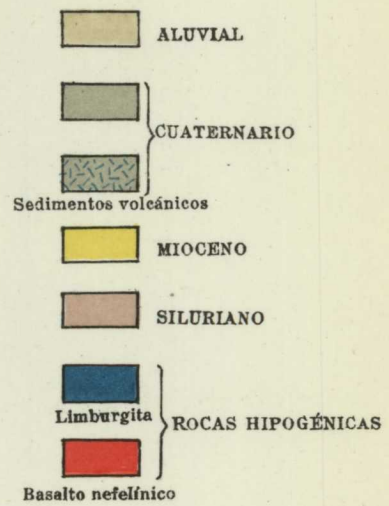 ALUVIAL
CUATERNARIO
Sedimentos volcánicos
MIOCENO
SILURIANO
Limburgita
ROCAS HIPOGÉNICAS
Basalto nefelínico